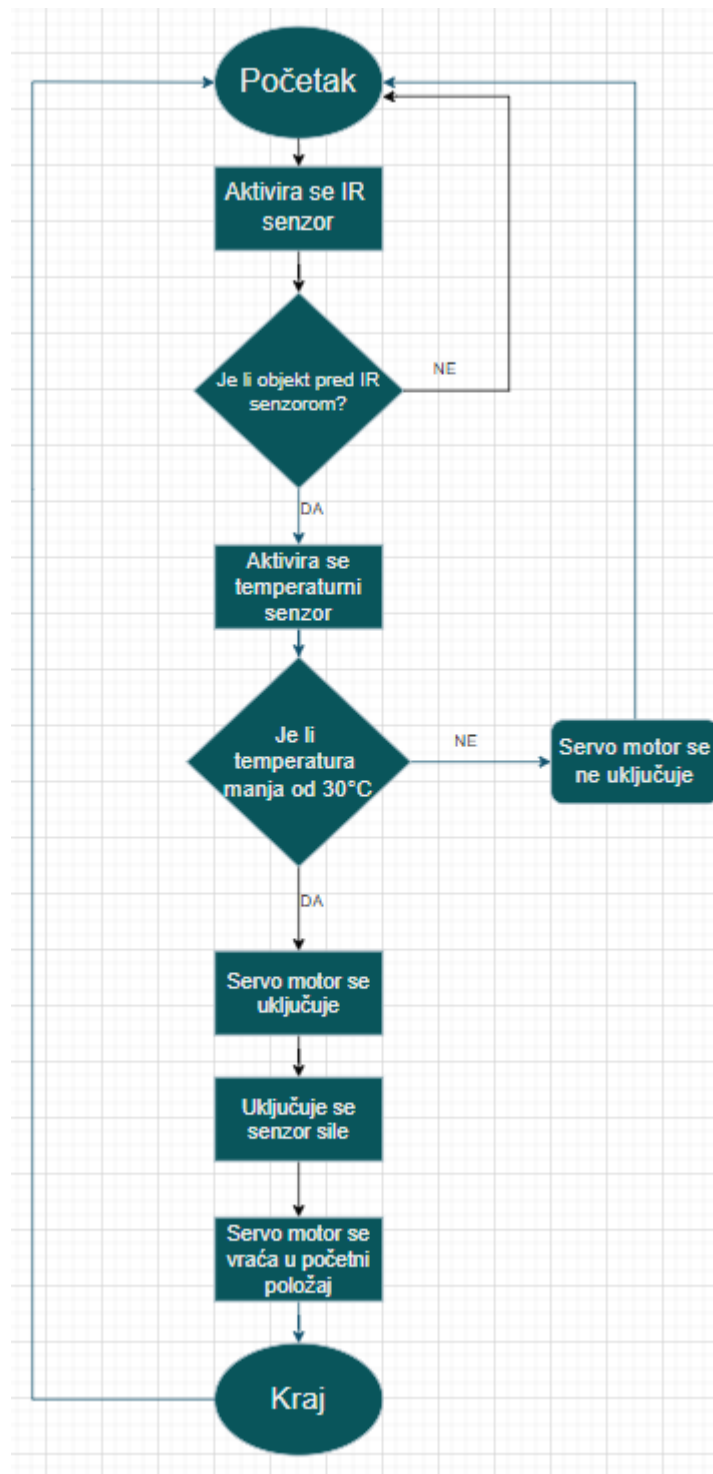 Početak
Aktivira se IR
senzor
Je li objekt pred IR
senzorom?
NE
DA
Aktivira se
temperaturni
senzor
Je li
temperatura
manja od 30°C
NE
Servo motor se
ne uključuje
DA
Servo motor se
uključuje
Uključuje se
senzor sile
Servo motor se
vraća u početni
položaj
Kraj